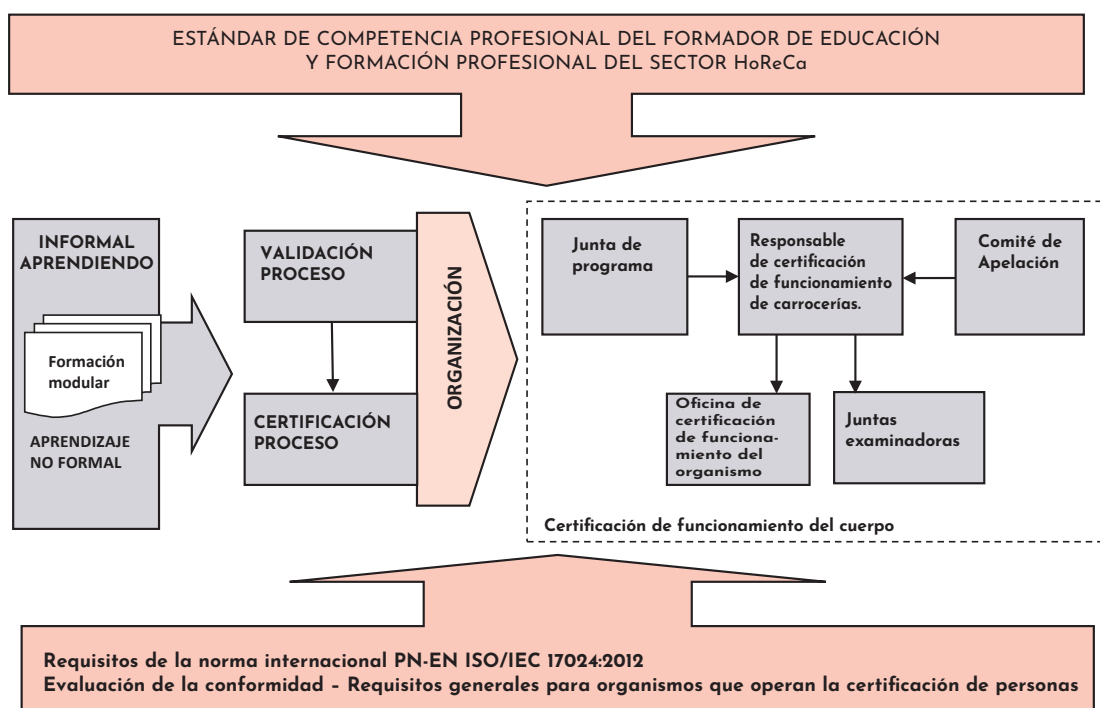 ESTÁNDAR DE COMPETENCIA PROFESIONAL DEL FORMADOR DE EDUCACIÓN
Y FORMACIÓN PROFESIONAL DEL SECTOR HoReCa
INFORMAL
APRENDIENDO
Formación
modular
APRENDIZAJE
NO FORMAL
VALIDACIÓN
PROCESO
CERTIFICACIÓN
PROCESO
ORGANIZACIÓN
Junta de
programa
Responsable
de certificación
de funcionamiento
de carrocerías.
Comité de
Apelación
Oficina de
certificación
de funciona-
miento del
organismo
Juntas
examinadoras
Certificación de funcionamiento del cuerpo
Requisitos de la norma internacional PN-EN ISO/IEC 17024:2012
Evaluación de la conformidad – Requisitos generales para organismos que operan la certificación de personas